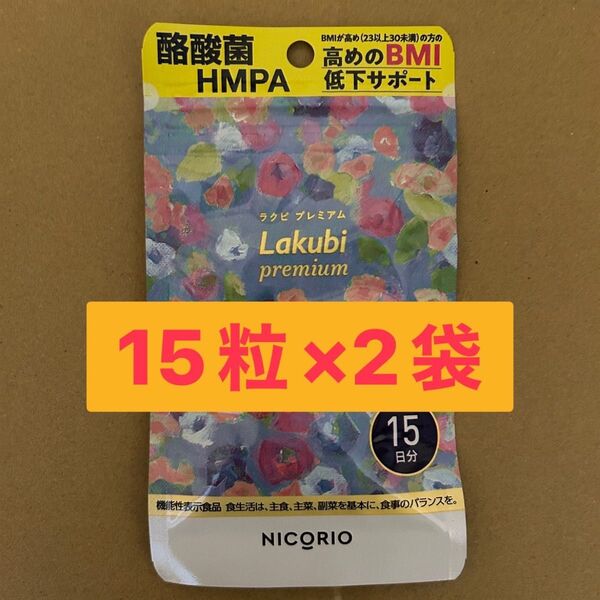 酪酸菌
HMPA
BMIが高め(23以上30未満)の方の
高めのBMI
低下サポート
ラクビ プレミアム
Lakubi
premium
15粒×2袋
15
日分
機能性表示食品 食生活は、主食、主菜、副菜を基本に、食事のバランスを。
NICORIO